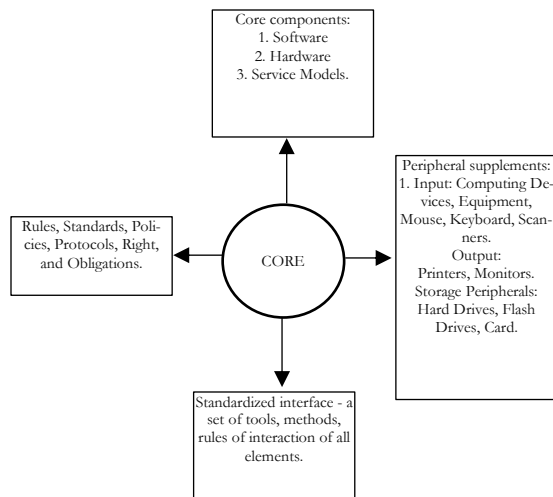 Core components:
1. Software
2. Hardware
3. Service Models.
Peripheral supplements:
1. Input: Computing De-
vices, Equipment,
Mouse, Keyboard, Scan-
ners.
Output:
Printers, Monitors.
Storage Peripherals:
Hard Drives, Flash
Drives, Card.
Rules, Standards, Poli-
cies, Protocols, Right,
and Obligations.
CORE
Standardized interface - a
set of tools, methods,
rules of interaction of all
elements.